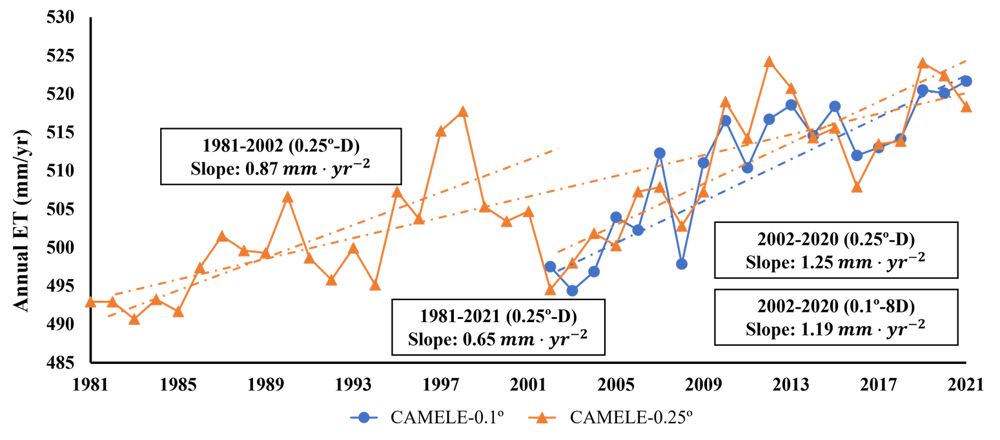 530
525
520
515
510
505
500
495
490
485
Annual ET (mm/yr)
1981-2002 (0.25º-D)
Slope: 0.87 mm · yr⁻²
1981-2021 (0.25º-D)
Slope: 0.65 mm · yr⁻²
2002-2020 (0.25º-D)
Slope: 1.25 mm · yr⁻²
2002-2020 (0.1º-8D)
Slope: 1.19 mm · yr⁻²
1981 1985 1989 1993 1997 2001 2005 2009 2013 2017 2021
CAMELE-0.1º CAMELE-0.25º